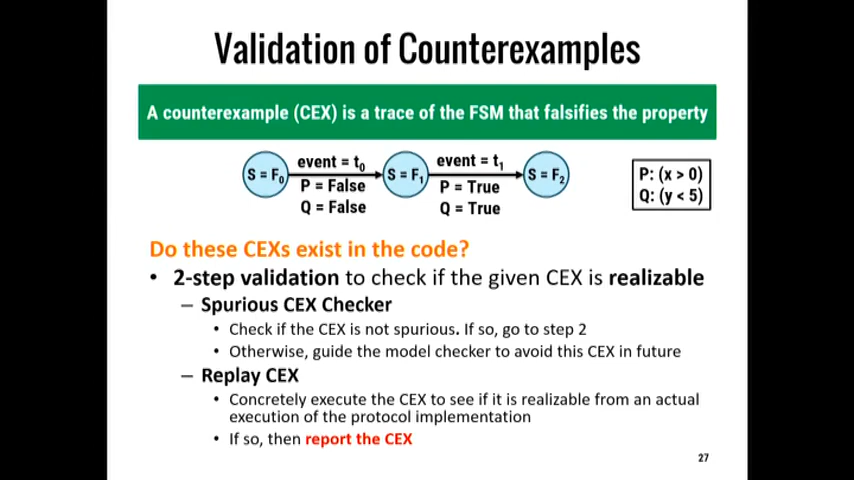 Validation of Counterexamples
A counterexample (CEX) is a trace of the FSM that falsifies the property
S = F0
event = t0
P = False
Q = False
S = F1
event = t1
P = True
Q = True
S = F2
P: (x > 0)
Q: (y < 5)
Do these CEXs exist in the code?
• 2-step validation to check if the given CEX is realizable
– Spurious CEX Checker
• Check if the CEX is not spurious. If so, go to step 2
• Otherwise, guide the model checker to avoid this CEX in future
– Replay CEX
• Concretely execute the CEX to see if it is realizable from an actual
execution of the protocol implementation
• If so, then report the CEX
27